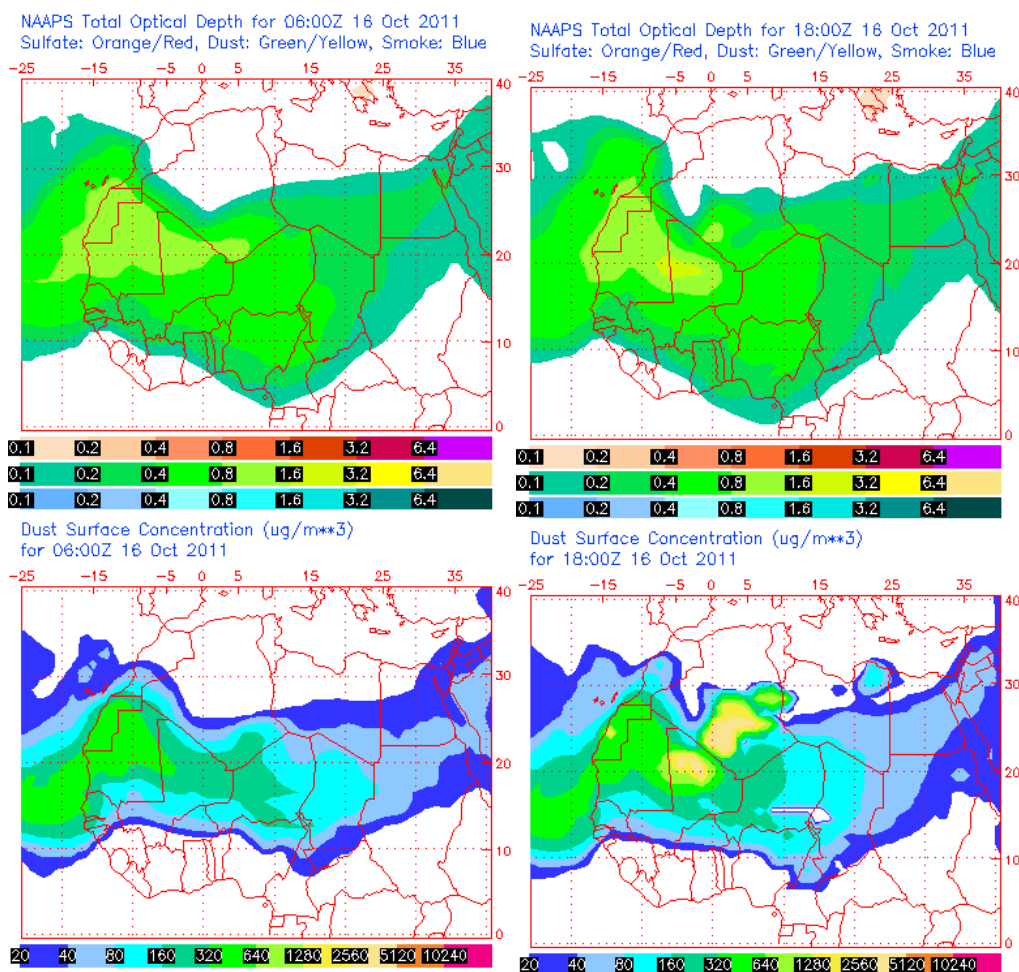 NAAPS Total Optical Depth for 06:00Z 16 Oct 2011
Sulfate: Orange/Red, Dust: Green/Yellow, Smoke: Blue
-25 -15 -5 0 5 15 25 35
40
30
20
10
0
0.1 0.2 0.4 0.8 1.6 3.2 6.4
0.1 0.2 0.4 0.8 1.6 3.2 6.4
0.1 0.2 0.4 0.8 1.6 3.2 6.4
NAAPS Total Optical Depth for 18:00Z 16 Oct 2011
Sulfate: Orange/Red, Dust: Green/Yellow, Smoke: Blue
-25 -15 -5 0 5 15 25 35
40
30
20
10
0
0.1 0.2 0.4 0.8 1.6 3.2 6.4
0.1 0.2 0.4 0.8 1.6 3.2 6.4
0.1 0.2 0.4 0.8 1.6 3.2 6.4
Dust Surface Concentration (ug/m**3)
for 06:00Z 16 Oct 2011
-25 -15 -5 0 5 15 25 35
40
30
20
10
0
20 40 80 160 320 640 1280 2560 5120 10240
Dust Surface Concentration (ug/m**3)
for 18:00Z 16 Oct 2011
-25 -15 -5 0 5 15 25 35
40
30
20
10
0
20 40 80 160 320 640 1280 2560 5120 10240